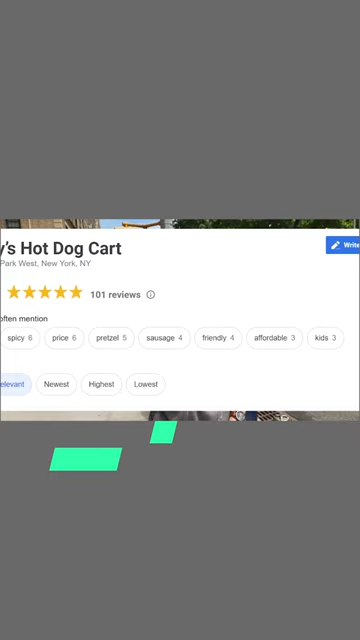 y's Hot Dog Cart
Write
Park West, New York, NY
101 reviews
often mention
spicy 6 price 6 pretzel 5 sausage 4 friendly 4 affordable 3 kids 3
elevant Newest Highest Lowest